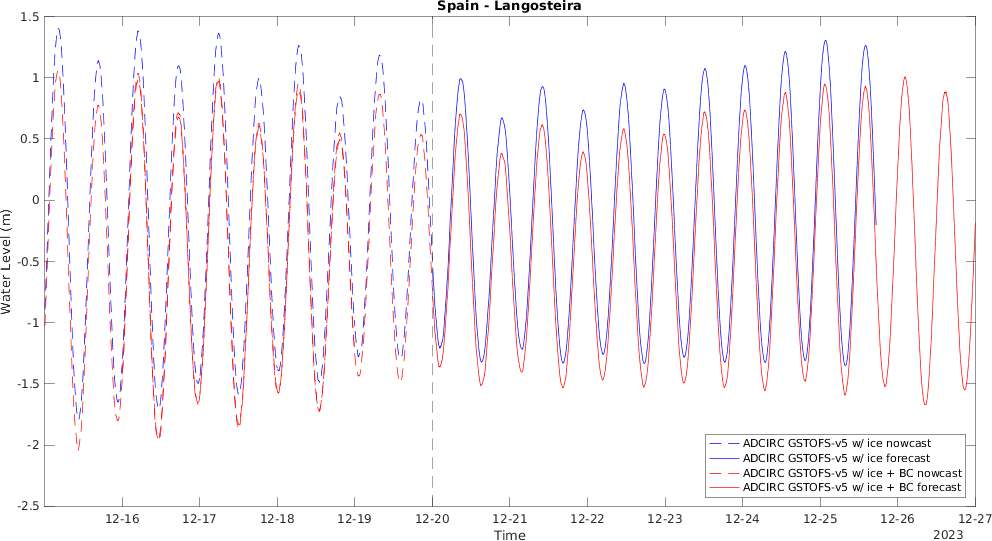 Spain - Langosteira
1.5
1
0.5
0
-0.5
-1
-1.5
-2
-2.5
Water Level (m)
12-16 12-17 12-18 12-19 12-20 12-21 12-22 12-23 12-24 12-25 12-26 12-27
Time
2023
ADCIRC GSTOFS-v5 w/ ice nowcast
ADCIRC GSTOFS-v5 w/ ice forecast
ADCIRC GSTOFS-v5 w/ ice + BC nowcast
ADCIRC GSTOFS-v5 w/ ice + BC forecast